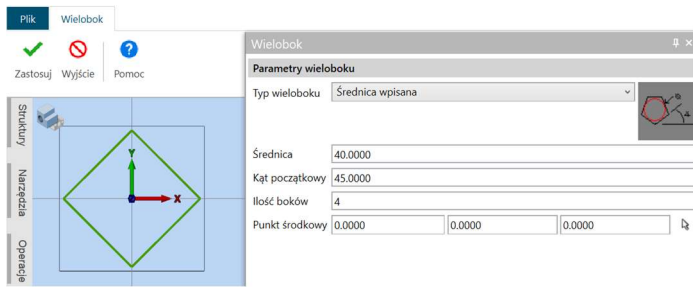 Plik Wielobok
Zastosuj Wyjście Pomoc
Struktury
Narzędzia
Operacje
Y
X
Wielobok
Parametry wieloboku
Typ wieloboku Średnica wpisana
Średnica 40.0000
Kąt początkowy 45.0000
Ilość boków 4
Punkt środkowy 0.0000 0.0000 0.0000